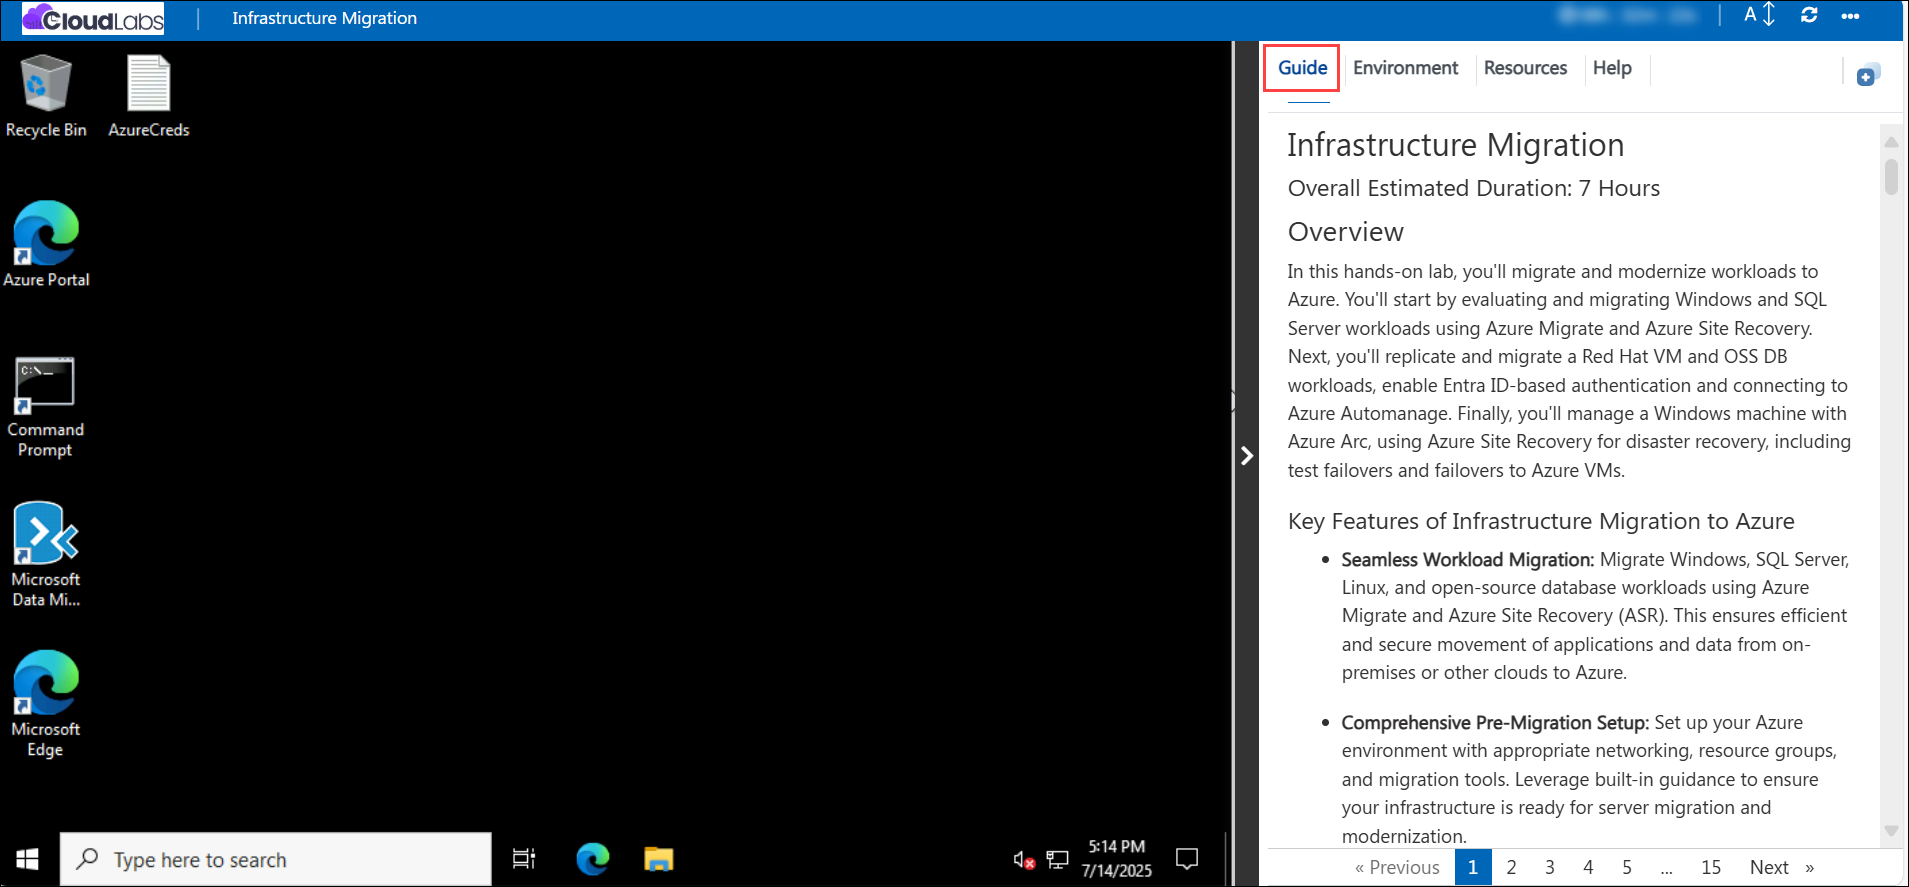 CloudLabs
Infrastructure Migration
A
Recycle Bin
AzureCreds
Azure Portal
Command
Prompt
Microsoft
Data Mi...
Microsoft
Edge
Type here to search
5:14 PM
7/14/2025
Guide
Environment
Resources
Help
Infrastructure Migration
Overall Estimated Duration: 7 Hours
Overview
In this hands-on lab, you'll migrate and modernize workloads to
Azure. You'll start by evaluating and migrating Windows and SQL
Server workloads using Azure Migrate and Azure Site Recovery.
Next, you'll replicate and migrate a Red Hat VM and OSS DB
workloads, enable Entra ID-based authentication and connecting to
Azure Automanage. Finally, you'll manage a Windows machine with
Azure Arc, using Azure Site Recovery for disaster recovery, including
test failovers and failovers to Azure VMs.
Key Features of Infrastructure Migration to Azure
• Seamless Workload Migration: Migrate Windows, SQL Server,
Linux, and open-source database workloads using Azure
Migrate and Azure Site Recovery (ASR). This ensures efficient
and secure movement of applications and data from on-
premises or other clouds to Azure.
• Comprehensive Pre-Migration Setup: Set up your Azure
environment with appropriate networking, resource groups,
and migration tools. Leverage built-in guidance to ensure
your infrastructure is ready for server migration and
modernization.
« Previous 1 2 3 4 5 ... 15 Next »